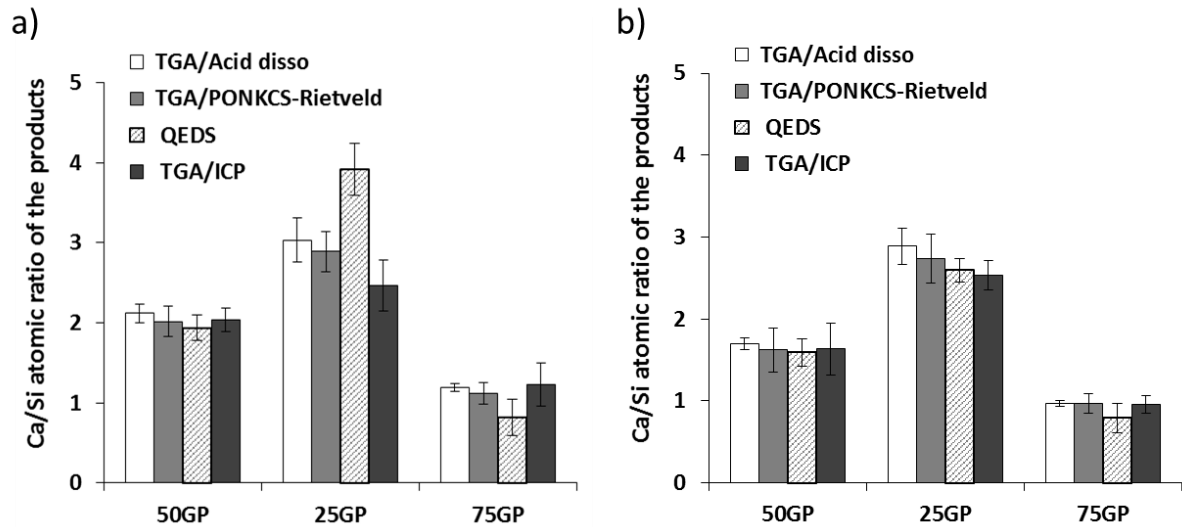 a)
TGA/Acid disso
TGA/PONKCS-Rietveld
QEDS
TGA/ICP
Ca/Si atomic ratio of the products
5
4
3
2
1
0
50GP 25GP 75GP
b)
TGA/Acid disso
TGA/PONKCS-Rietveld
QEDS
TGA/ICP
Ca/Si atomic ratio of the products
5
4
3
2
1
0
50GP 25GP 75GP